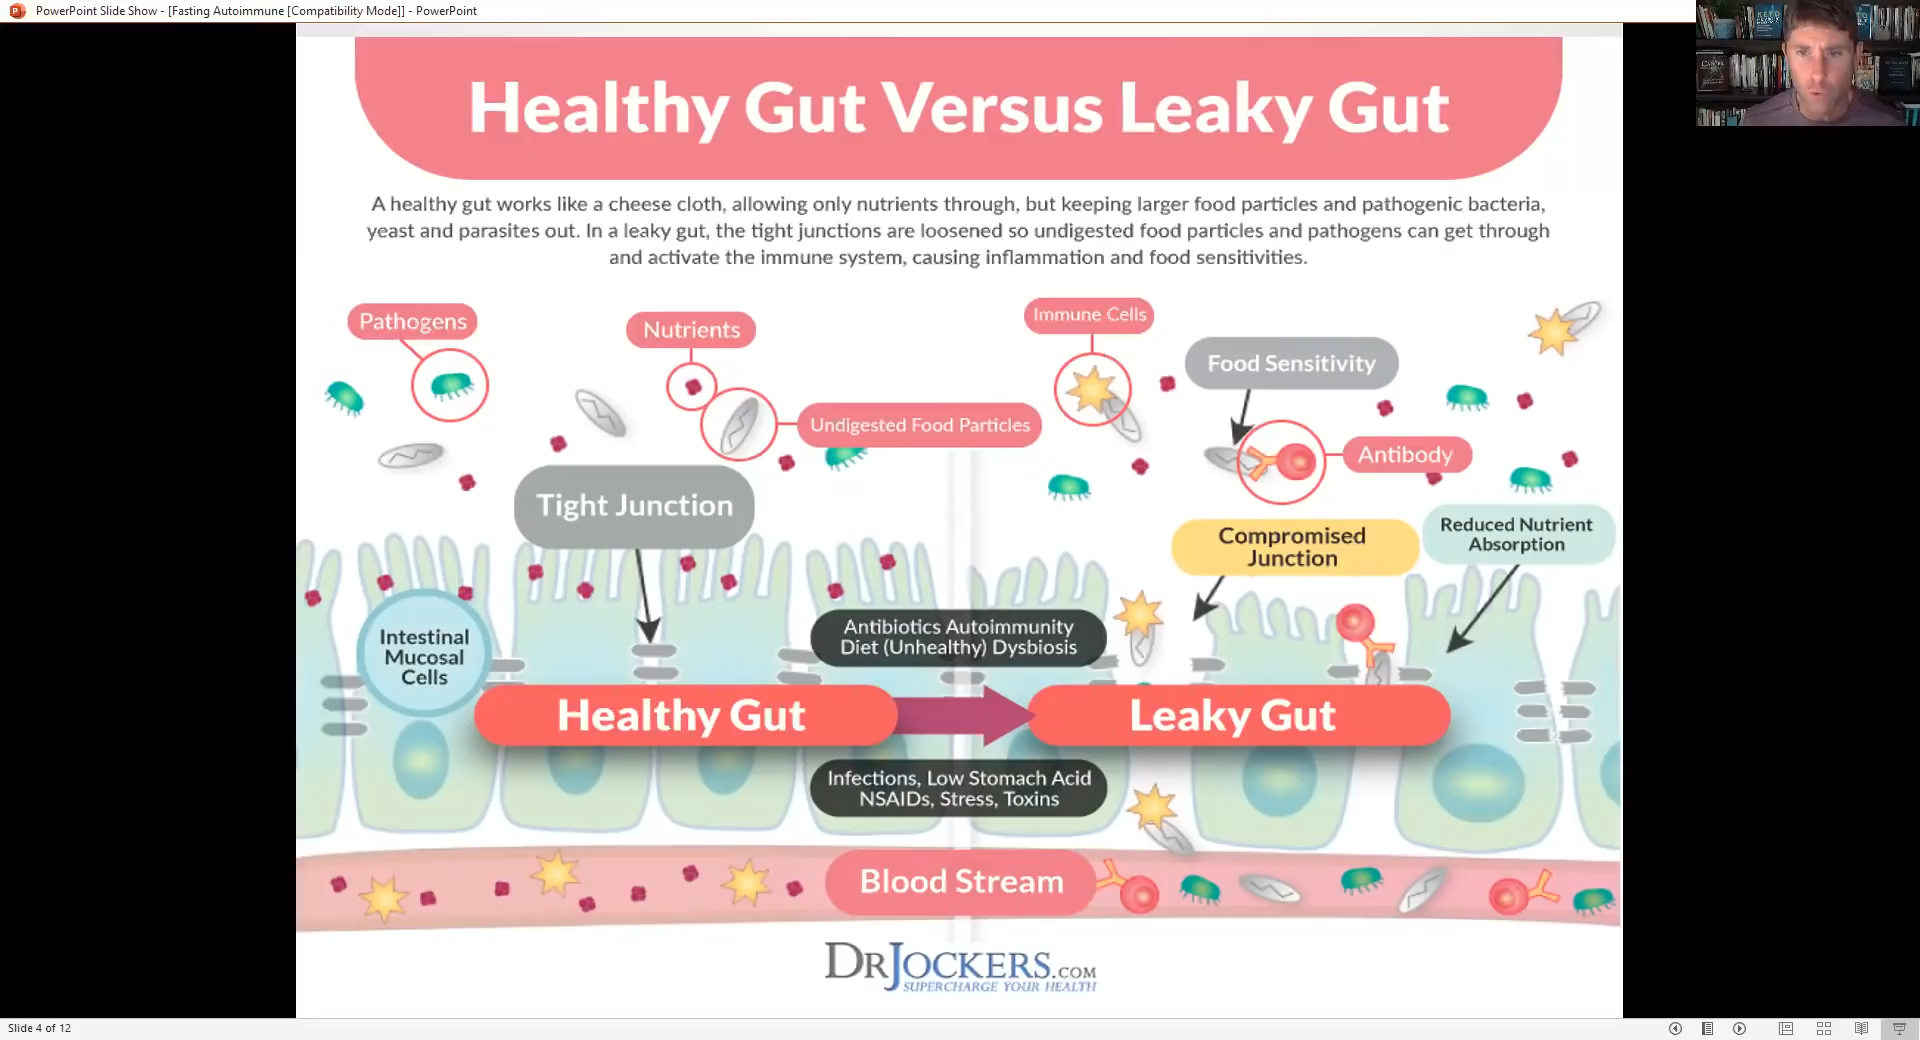 PowerPoint Slide Show - [Fasting Autoimmune [Compatibility Mode]] - PowerPoint
Healthy Gut Versus Leaky Gut
A healthy gut works like a cheese cloth, allowing only nutrients through, but keeping larger food particles and pathogenic bacteria,
yeast and parasites out. In a leaky gut, the tight junctions are loosened so undigested food particles and pathogens can get through
and activate the immune system, causing inflammation and food sensitivities.
Pathogens
Nutrients
Undigested Food Particles
Immune Cells
Food Sensitivity
Antibody
Tight Junction
Compromised
Junction
Reduced Nutrient
Absorption
Intestinal
Mucosal
Cells
Antibiotics Autoimmunity
Diet (Unhealthy) Dysbiosis
Healthy Gut
Leaky Gut
Infections, Low Stomach Acid
NSAIDs, Stress, Toxins
Blood Stream
DRJOCKERS.COM
SUPERCHARGE YOUR HEALTH
Slide 4 of 12